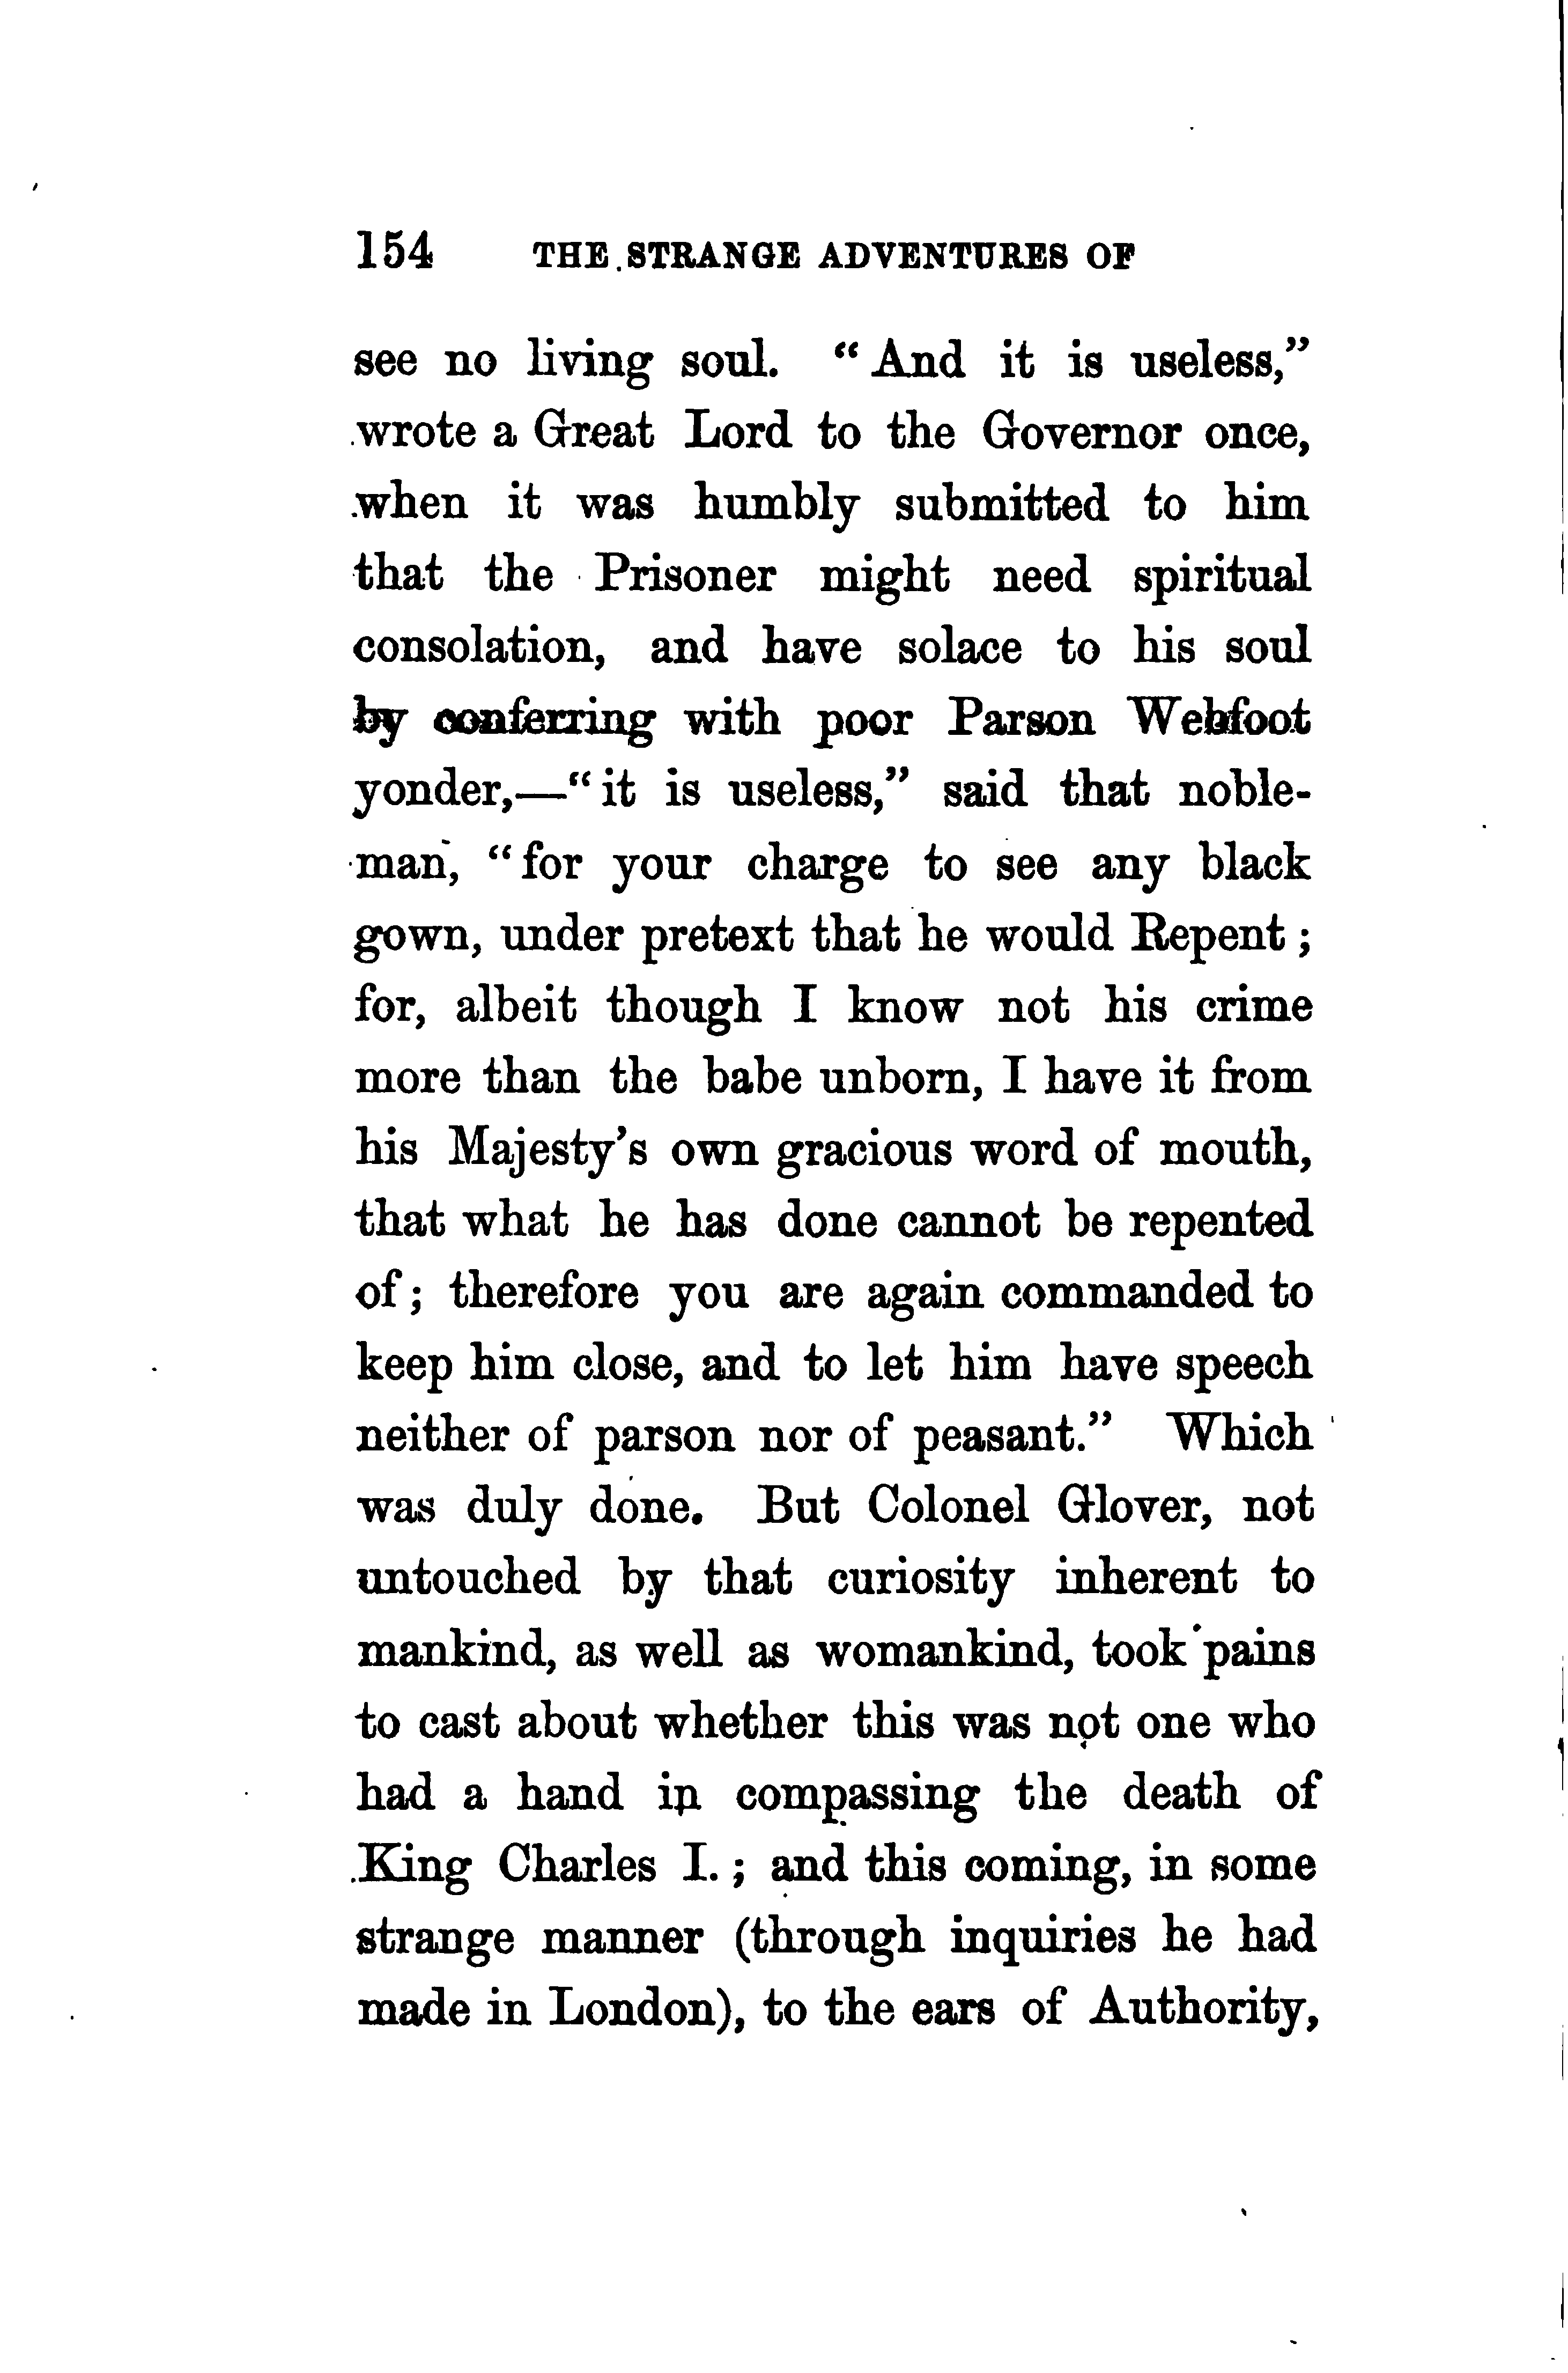 154 THE STRANGE ADVENTURES OF
see no living soul. “And it is useless,”
wrote a Great Lord to the Governor once,
when it was humbly submitted to him
that the Prisoner might need spiritual
consolation, and have solace to his soul
by conferring with poor Parson Webfoot
yonder,—“it is useless,” said that noble-
man, “for your charge to see any black
gown, under pretext that he would Repent;
for, albeit though I know not his crime
more than the babe unborn, I have it from
his Majesty’s own gracious word of mouth,
that what he has done cannot be repented
of; therefore you are again commanded to
keep him close, and to let him have speech
neither of parson nor of peasant.” Which
was duly done. But Colonel Glover, not
untouched by that curiosity inherent to
mankind, as well as womankind, took pains
to cast about whether this was not one who
had a hand in compassing the death of
King Charles I.; and this coming, in some
strange manner (through inquiries he had
made in London), to the ears of Authority,